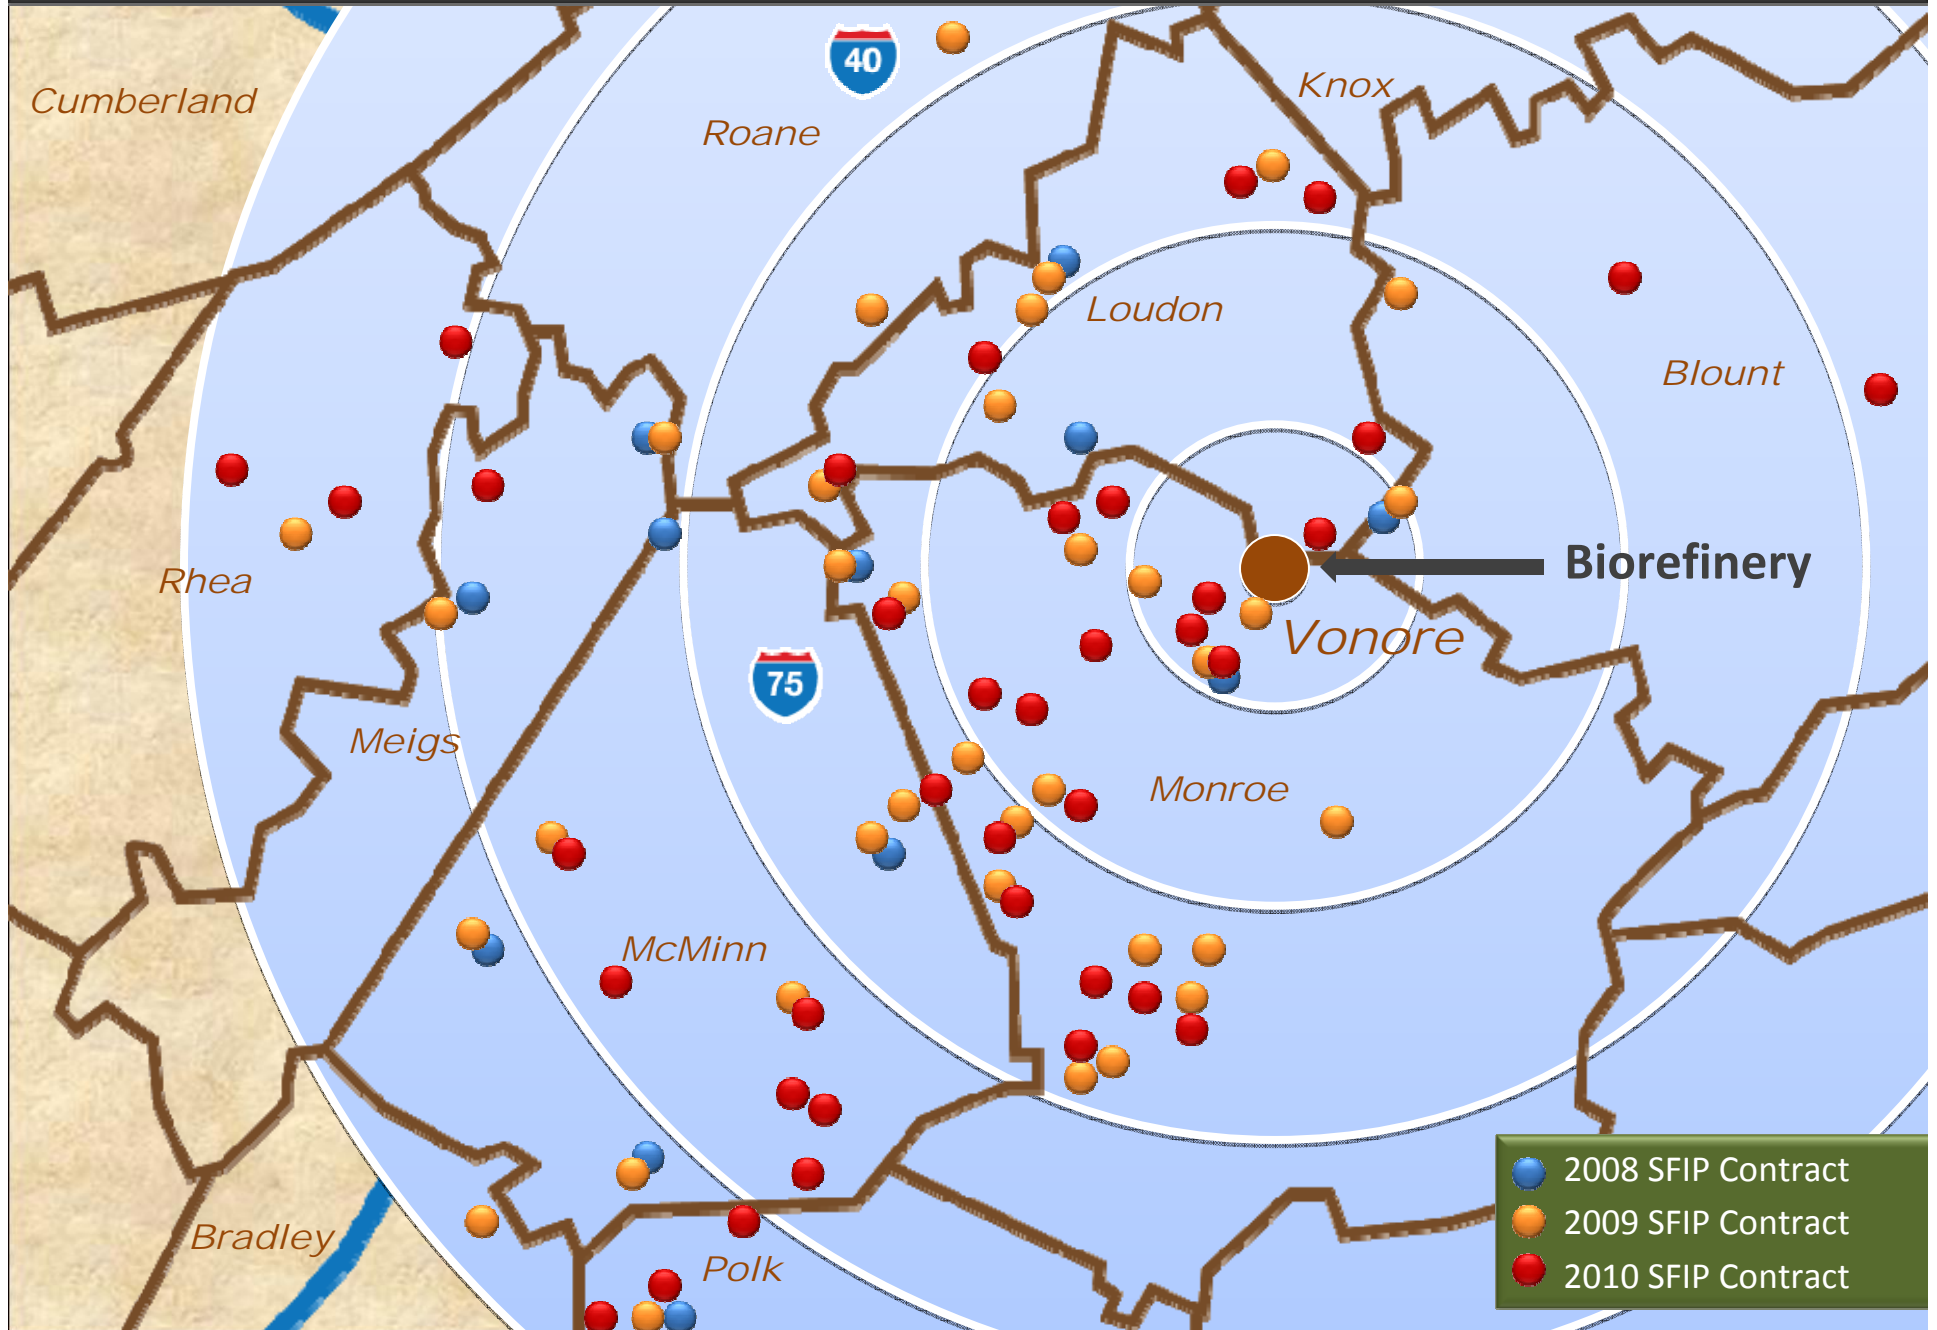 40
Knox
Cumberland
Roane
Loudon
Blount
Biorefinery
Rhea
Vonore
75
Meigs
Monroe
McMinn
2008 SFIP Contract
2009 SFIP Contract
2010 SFIP Contract
Bradley
Polk